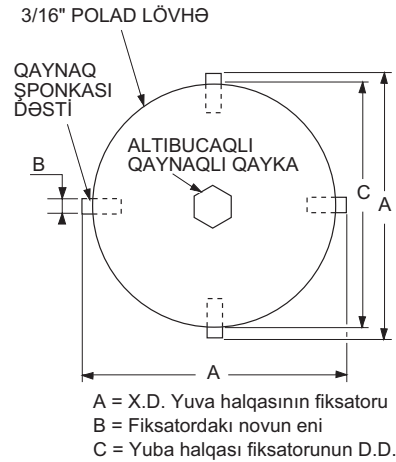 3/16" POLAD LÖVHƏ
QAYNAQ
ŞPONKASI
DƏSTİ
ALTIBUCAQLI
QAYNAQLI QAYKA
B
C
A
A
A = X.D. Yuva halqasının fiksatoru
B = Fiksatordakı novun eni
C = Yuba halqası fiksatorunun D.D.